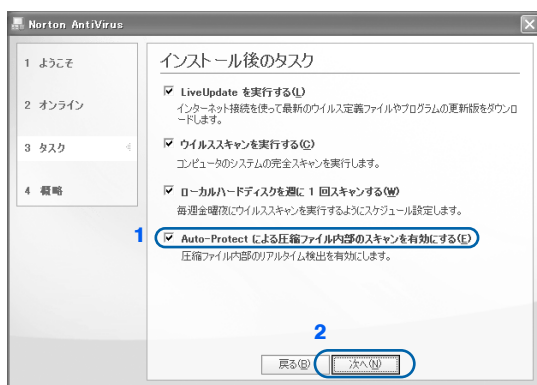 Norton AntiVirus
1 ようこそ
2 オンライン
3 タスク
4 概略
インストール後のタスク
LiveUpdate を実行する(L)
インターネット接続を使って最新のウイルス定義ファイルやプログラムの更新版をダウンロ
ードします。
ウイルススキャンを実行する(C)
コンピュータのシステムの完全スキャンを実行します。
ローカルハードディスクを週に 1 回スキャンする(W)
毎週金曜夜にウイルススキャンを実行するようにスケジュール設定します。
1
Auto-Protect による圧縮ファイル内部のスキャンを有効にする(E)
圧縮ファイル内部のリアルタイム検出を有効にします。
2
戻る(B)
次へ(N)